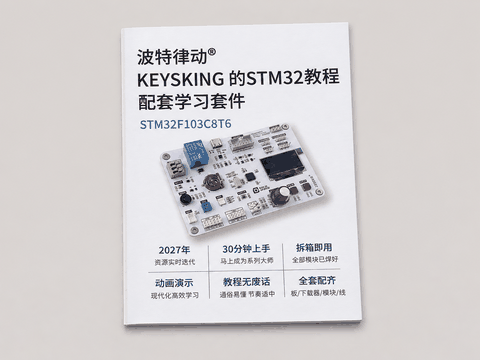 波特律动®
KEYSKING 的STM32教程
配套学习套件
STM32F103C8T6
2027年
资源实时迭代
30分钟上手
马上成为系列大师
拆箱即用
全部模块已焊好
动画演示
现代化高效学习
教程无废话
通俗易懂 节奏适中
全套配齐
板/下载器/模块/线